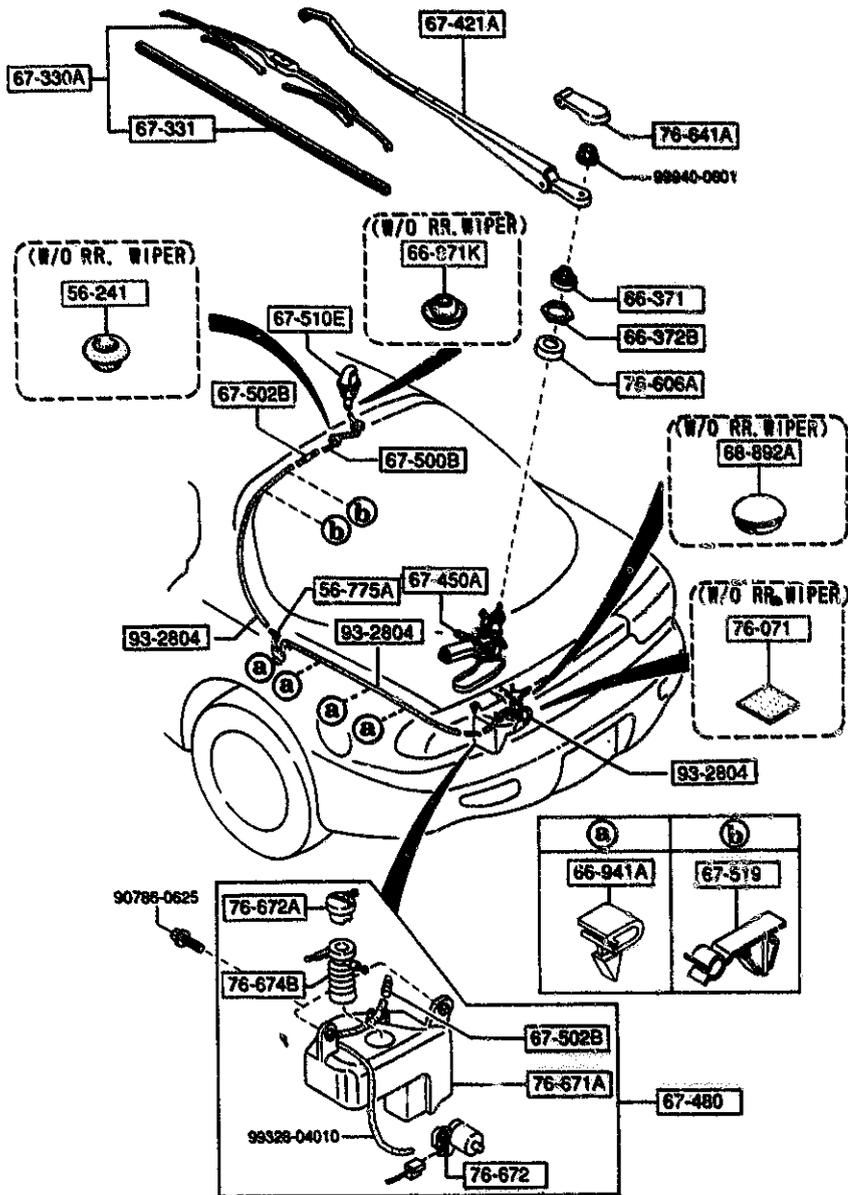 67-421A
67-330A
67-331
76-641A
99940-0601
(W/O RR. WIPER)
56-241
(W/O RR. WIPER)
66-871K
66-371
66-372B
76-606A
67-510E
67-502B
67-500B
(W/O RR. WIPER)
68-892A
b
b
56-775A
67-450A
(W/O RR. WIPER)
76-071
93-2804
93-2804
a
a
a
a
93-2804
a
b
66-941A
67-519
90786-0625
76-672A
76-674B
67-502B
76-671A
67-480
99326-04010
76-672